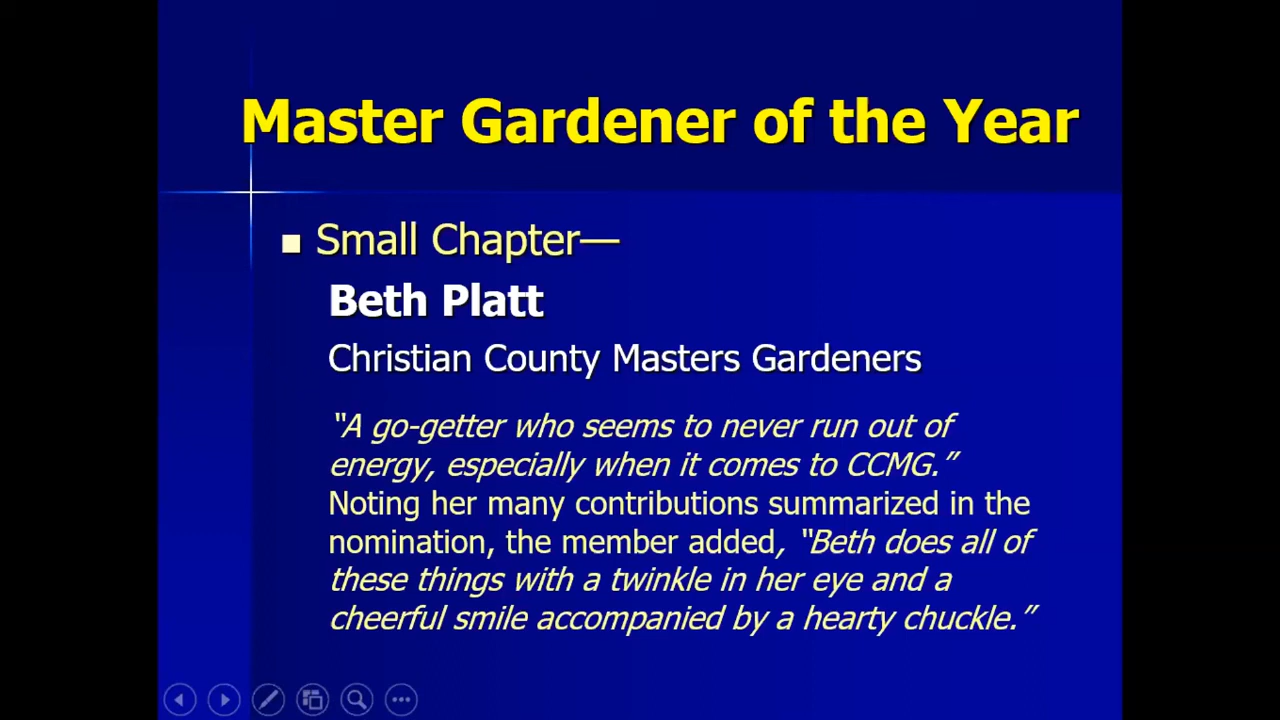 Master Gardener of the Year
Small Chapter—
Beth Platt
Christian County Masters Gardeners
“A go-getter who seems to never run out of
energy, especially when it comes to CCMG.”
Noting her many contributions summarized in the
nomination, the member added, “Beth does all of
these things with a twinkle in her eye and a
cheerful smile accompanied by a hearty chuckle.”